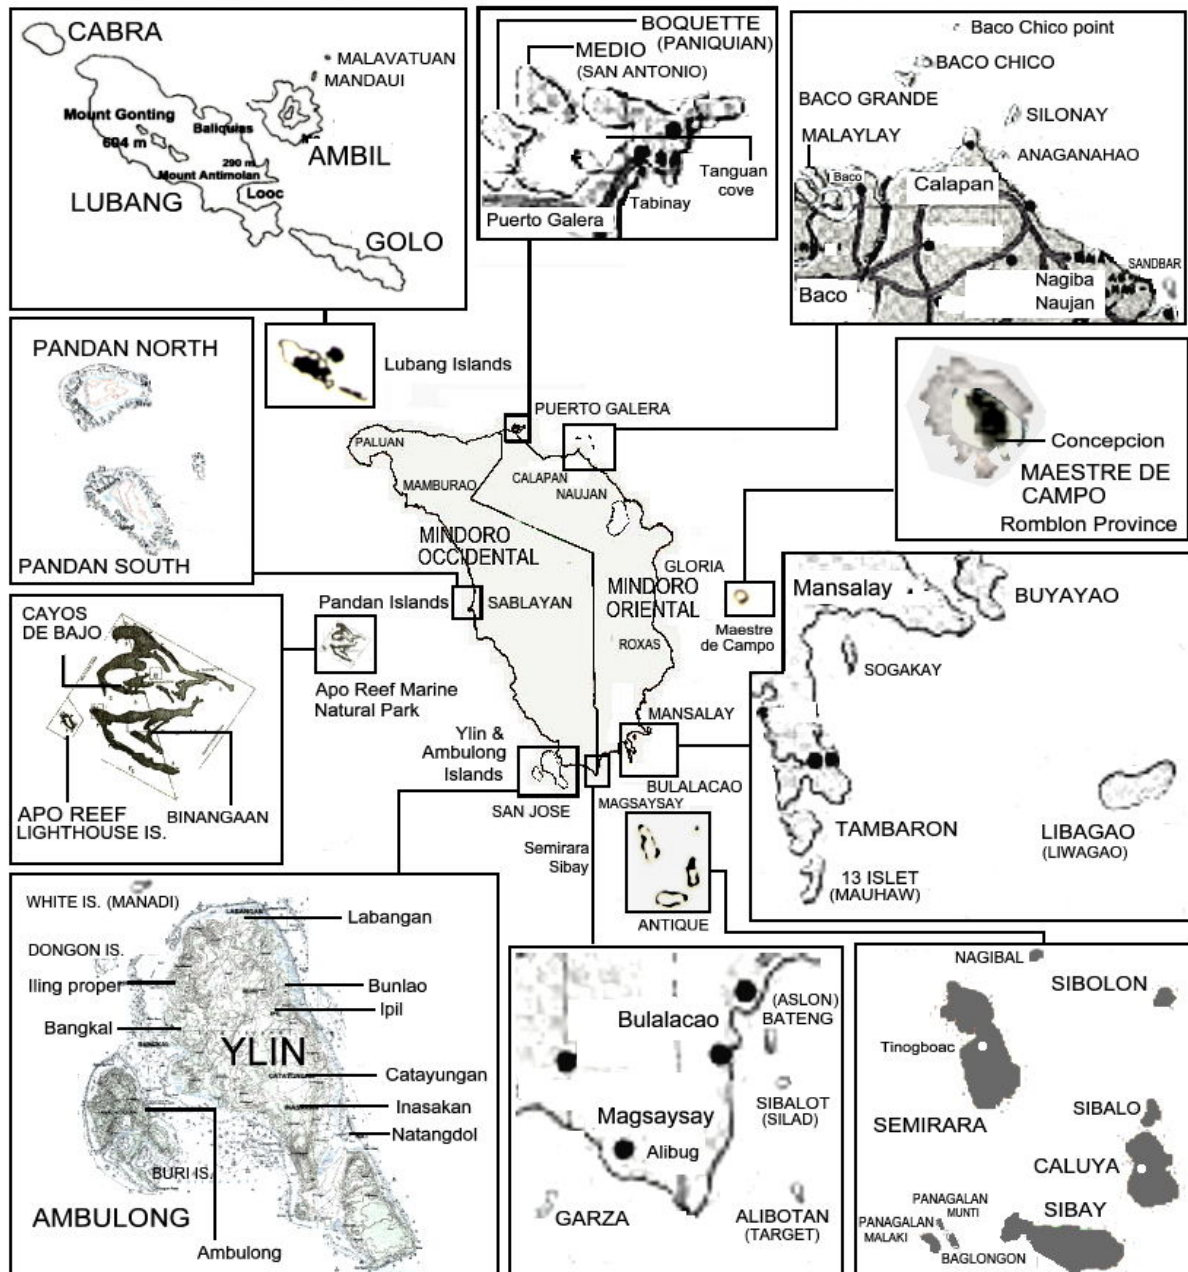 CABRA
MALAVATUAN
MANDAUI
Mount Gonting
694 m
Baliquias
AMBIL
290 m
Mount Antimolan
Looc
LUBANG
GOLO
BOQUETTE
(PANIQUIAN)
MEDIO
(SAN ANTONIO)
Tanguan
cove
Tabinay
Puerto Galera
Baco Chico point
BACO CHICO
BACO GRANDE
SILONAY
MALAYLAY
ANAGANAHAO
Baco
Calapan
SANDBAR
Nagiba
Naujan
Baco
PANDAN NORTH
PANDAN SOUTH
Lubang Islands
Concepcion
MAESTRE DE
CAMPO
Romblon Province
PUERTO GALERA
PALUAN
CALAPAN
MAMBURAO
NAUJAN
MINDORO
OCCIDENTAL
GLORIA
MINDORO
ORIENTAL
Pandan Islands
SABLAYAN
Maestre
de Campo
ROXAS
Apo Reef Marine
Natural Park
MANSALAY
Ylin &
Ambulong
Islands
BULALACAO
SAN JOSE
MAGSAYSAY
Semirara
Sibay
ANTIQUE
CAYOS
DE BAJO
APO REEF
LIGHTHOUSE IS.
BINANGAAN
Mansalay
BUYAYAO
SOGAKAY
TAMBARON
LIBAGAO
(LIWAGAO)
13 ISLET
(MAUHAW)
WHITE IS. (MANADI)
LABANGAN
Labangan
DONGON IS.
Iling proper
Bunlao
Ipil
Bangkal
YLIN
Catayungan
Inasakan
Natangdol
BURI IS.
AMBULONG
Ambulong
(ASLON)
BATENG
Bulalacao
SIBALOT
(SILAD)
Magsaysay
Alibug
GARZA
ALIBOTAN
(TARGET)
NAGIBAL
SIBOLON
Tinogboac
SEMIRARA
SIBALO
CALUYA
SIBAY
PANAGALAN
MUNTI
PANAGALAN
MALAKI
BAGLONGON